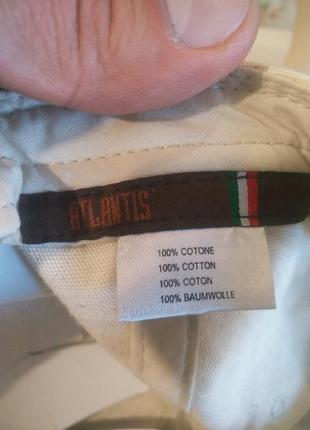 ATLANTIS
100% COTONE
100% COTTON
100% COTON
100% BAUMWOLLE